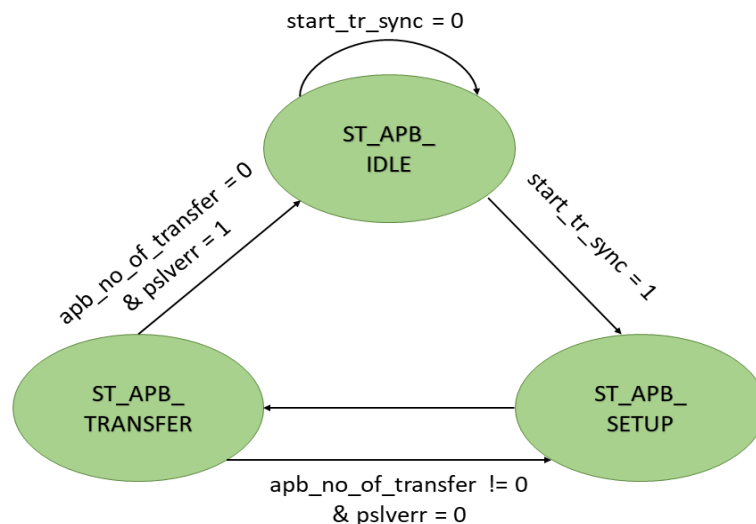 start_tr_sync = 0
ST_APB_
IDLE
apb_no_of_transfer = 0
& pslverr = 1
start_tr_sync = 1
ST_APB_
TRANSFER
ST_APB_
SETUP
apb_no_of_transfer != 0
& pslverr = 0